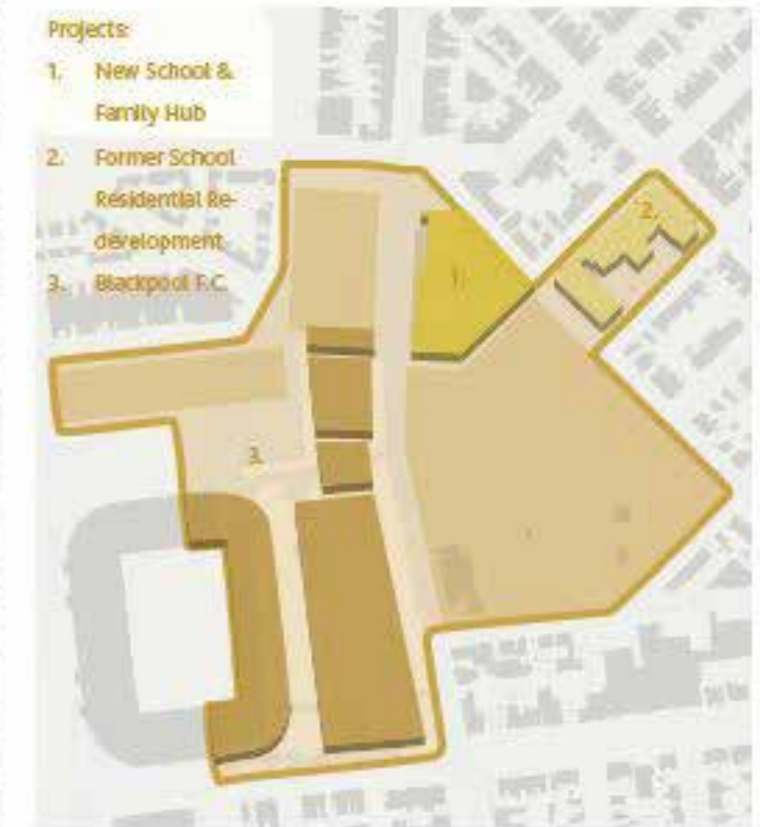 Projects:
1. New School &
Family Hub
2. Former School
Residential Re-
development
3. Blackpool F.C.
2.
1.
3.